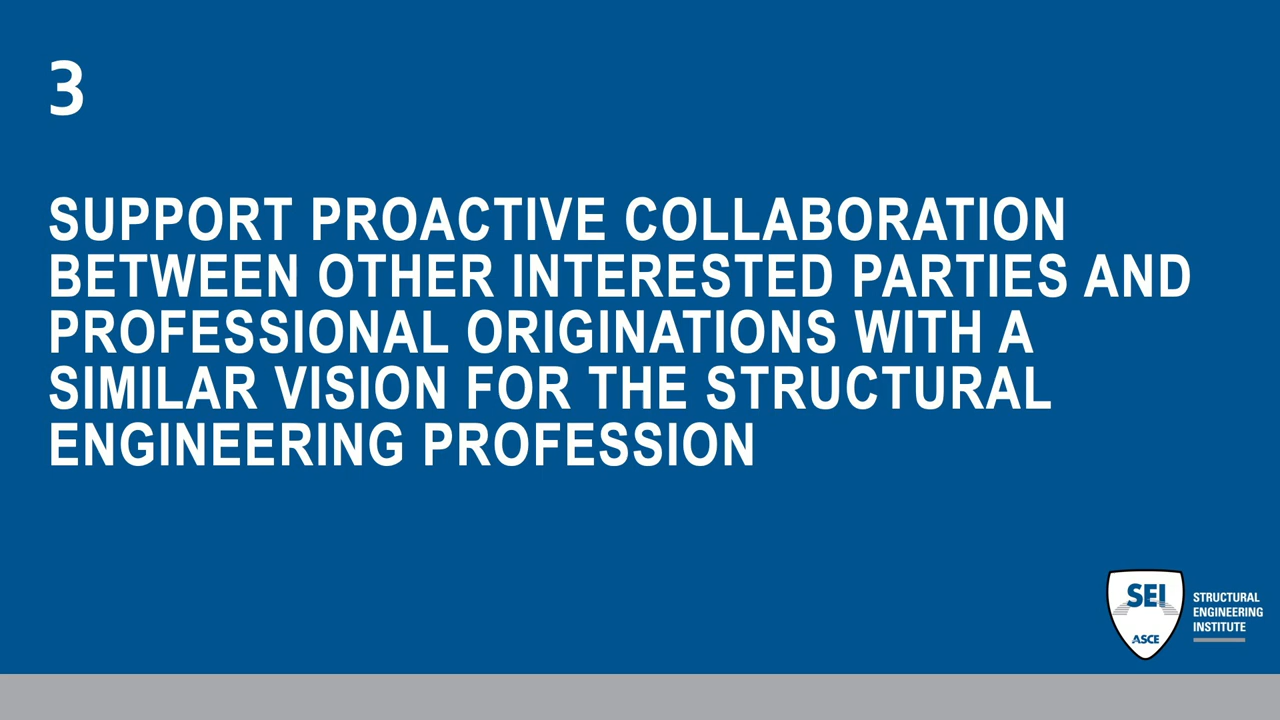 3
SUPPORT PROACTIVE COLLABORATION
BETWEEN OTHER INTERESTED PARTIES AND
PROFESSIONAL ORIGINATIONS WITH A
SIMILAR VISION FOR THE STRUCTURAL
ENGINEERING PROFESSION
SEI
ASCE
STRUCTURAL
ENGINEERING
INSTITUTE